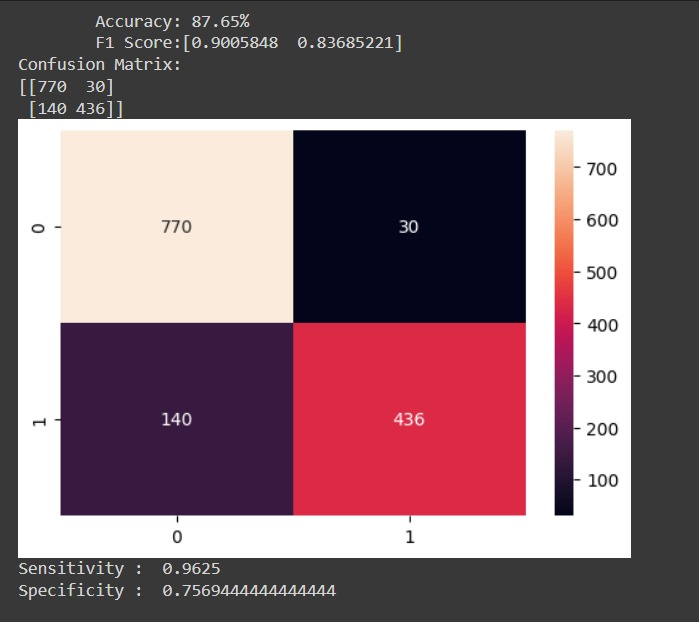 Accuracy: 87.65%
F1 Score:[0.9005848  0.83685221]
Confusion Matrix:
[[770  30]
 [140 436]]
700
0 770 30
600
500
400
300
1 140 436
200
100
0 1
Sensitivity :  0.9625
Specificity :  0.7569444444444444